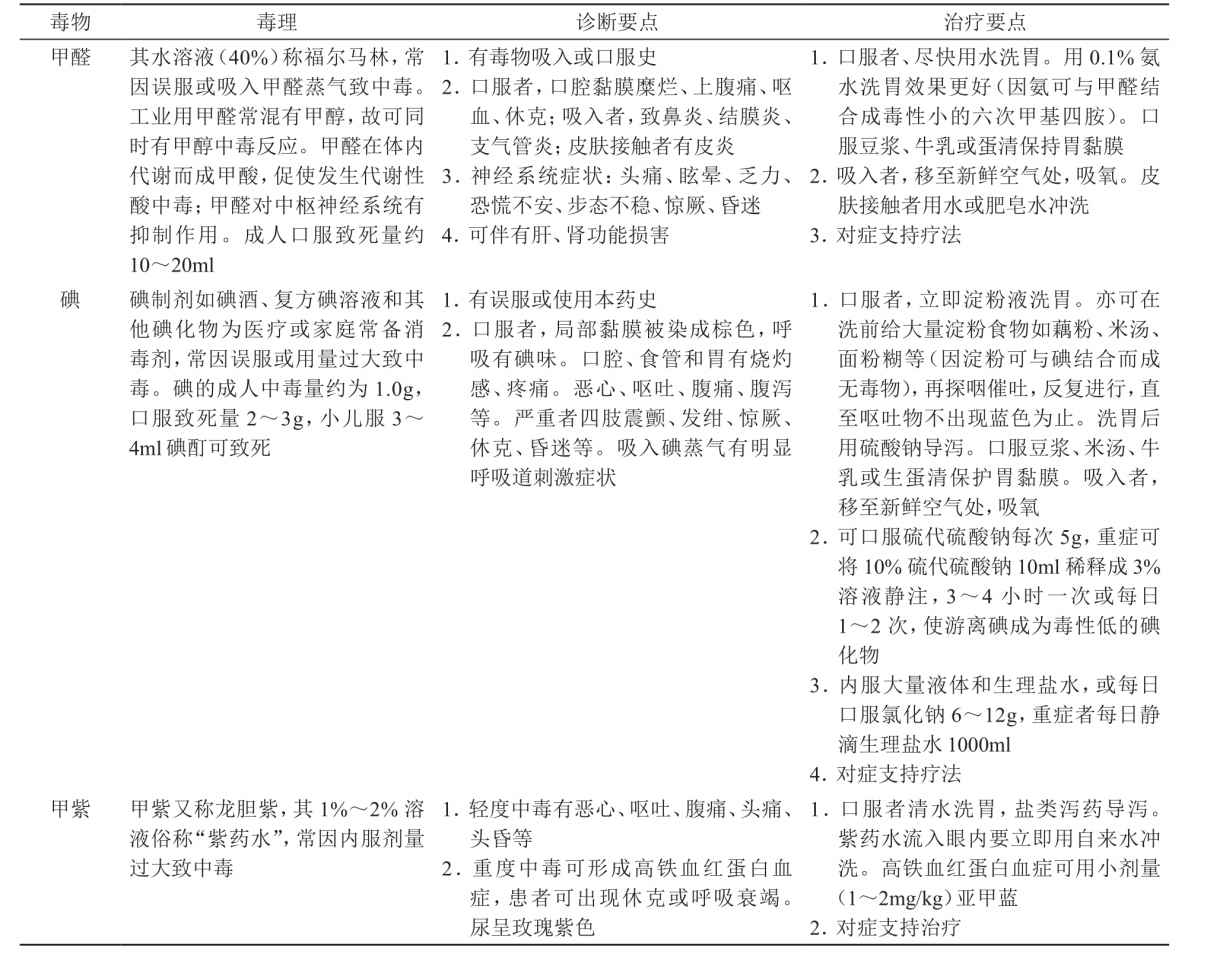 毒物 毒理 诊断要点 治疗要点
甲醛
其水溶液(40%)称福尔马林，常
因误服或吸入甲醛蒸气致中毒。
工业用甲醛常混有甲醇，故可同
时有甲醇中毒反应。甲醛在体内
代谢而成甲酸，促使发生代谢性
酸中毒；甲醛对中枢神经系统有
抑制作用。成人口服致死量约
10～20ml
1. 有毒物吸入或口服史
2. 口服者，口腔黏膜糜烂、上腹痛、呕
血、休克；吸入者，致鼻炎、结膜炎、
支气管炎；皮肤接触者有皮炎
3. 神经系统症状：头痛、眩晕、乏力、
恐慌不安、步态不稳、惊厥、昏迷
4. 可伴有肝、肾功能损害
1. 口服者、尽快用水洗胃。用0.1%氨
水洗胃效果更好(因氨可与甲醛结
合成毒性小的六次甲基四胺)。口
服豆浆、牛乳或蛋清保持胃黏膜
2. 吸入者，移至新鲜空气处，吸氧。皮
肤接触者用水或肥皂水冲洗
3. 对症支持疗法
碘
碘制剂如碘酒、复方碘溶液和其
他碘化物为医疗或家庭常备消
毒剂，常因误服或用量过大致中
毒。碘的成人中毒量约为1.0g，
口服致死量2～3g，小儿服3～
4ml碘酊可致死
1. 有误服或使用本药史
2. 口服者，局部黏膜被染成棕色，呼
吸有碘味。口腔、食管和胃有烧灼
感、疼痛。恶心、呕吐、腹痛、腹泻
等。严重者四肢震颤、发绀、惊厥、
休克、昏迷等。吸入碘蒸气有明显
呼吸道刺激症状
1. 口服者，立即淀粉液洗胃。亦可在
洗前给大量淀粉食物如藕粉、米汤、
面粉糊等(因淀粉可与碘结合而成
无毒物)，再探咽催吐，反复进行，直
至呕吐物不出现蓝色为止。洗胃后
用硫酸钠导泻。口服豆浆、米汤、牛
乳或生蛋清保护胃黏膜。吸入者，
移至新鲜空气处，吸氧
2. 可口服硫代硫酸钠每次5g，重症可
将10%硫代硫酸钠10ml稀释成3%
溶液静注，3～4小时一次或每日
1～2次，使游离碘成为毒性低的碘
化物
3. 内服大量液体和生理盐水，或每日
口服氯化钠6～12g，重症者每日静
滴生理盐水1000ml
4. 对症支持疗法
甲紫
甲紫又称龙胆紫，其1%～2%溶
液俗称“紫药水”，常因内服剂量
过大致中毒
1. 轻度中毒有恶心、呕吐、腹痛、头痛、
头昏等
2. 重度中毒可形成高铁血红蛋白血
症，患者可出现休克或呼吸衰竭。
尿呈玫瑰紫色
1. 口服者清水洗胃，盐类泻药导泻。
紫药水流入眼内要立即用自来水冲
洗。高铁血红蛋白血症可用小剂量
(1～2mg/kg)亚甲蓝
2. 对症支持治疗